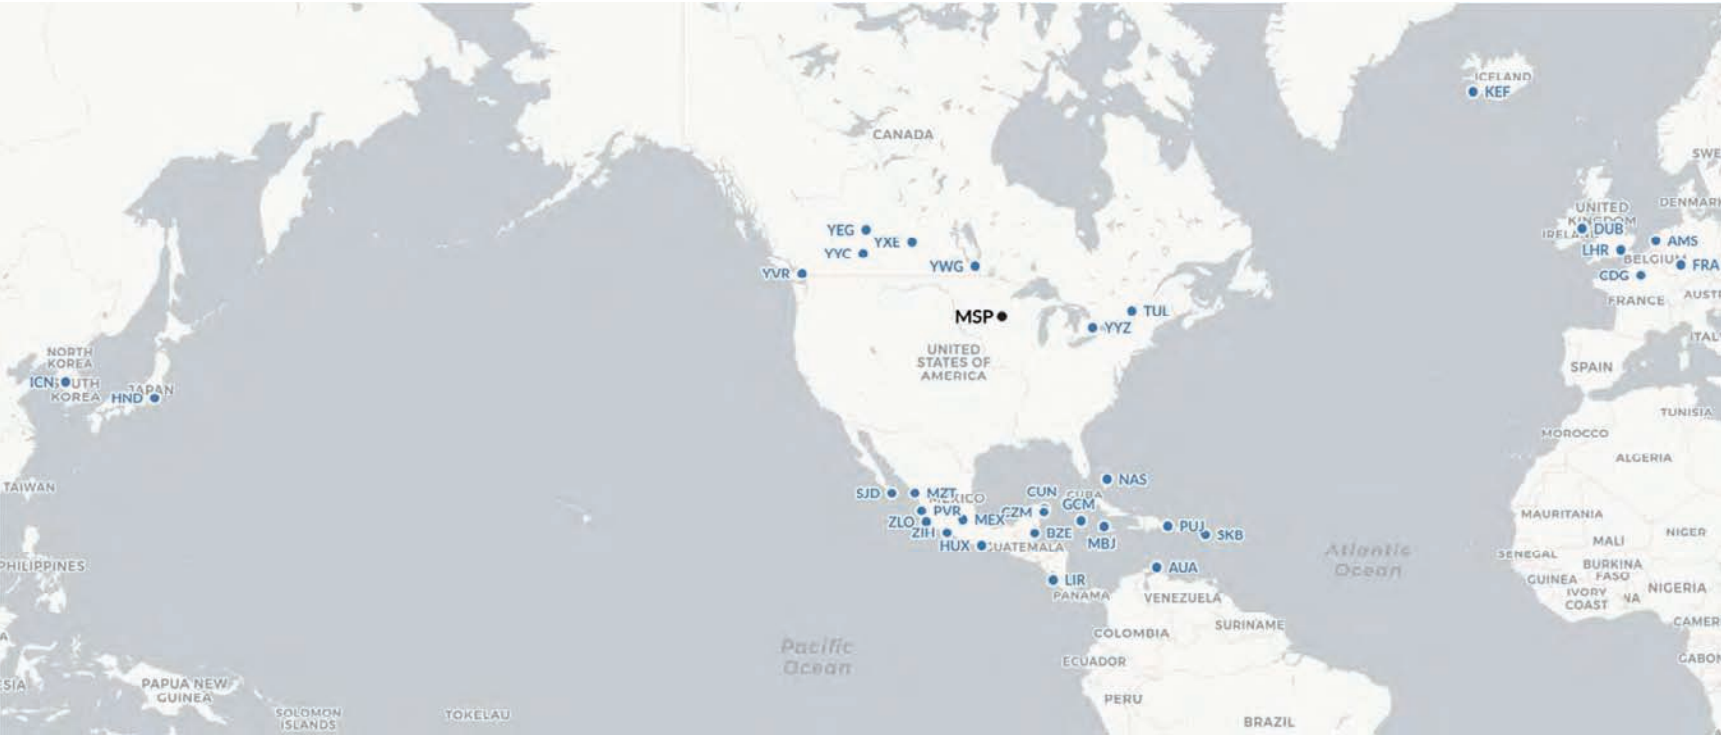 ICELAND
KEF
CANADA
SWE
UNITED
KINGDOM
DENMARK
YEG
YXE
YYC
YWG
YVR
IRELAND
DUB
AMS
LHR
BELGIUM
FRA
CDG
FRANCE
AUST
MSP
TUL
YYZ
ITAL
UNITED
STATES OF
AMERICA
NORTH
KOREA
SPAIN
ICN
SOUTH
KOREA
JAPAN
HND
TUNISIA
MOROCCO
ALGERIA
TAIWAN
NAS
SJD
MZT
MEXICO
CUN
CUBA
GCM
PVR
CZM
ZLO
MEX
ZIH
BZE
MBJ
PUJ
SKB
HUX
GUATEMALA
MAURITANIA
NIGER
MALI
SENEGAL
Atlantic
Ocean
PHILIPPINES
LIR
AUA
PANAMA
VENEZUELA
BURKINA
FASO
GUINEA
IVORY
COAST
NA
NIGERIA
SURINAME
COLOMBIA
CAMER
Pacific
Ocean
ECUADOR
GABON
SIA
PAPUA NEW
GUINEA
PERU
SOLOMON
ISLANDS
TOKELAU
BRAZIL